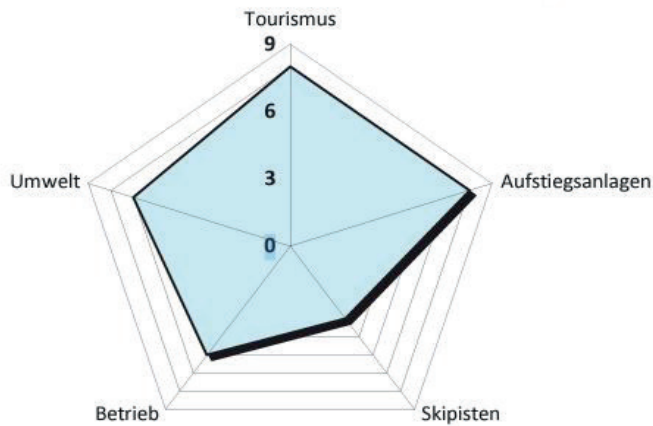 Tourismus
9
6
Umwelt
3
Aufstiegsanlagen
0
Betrieb
Skipisten